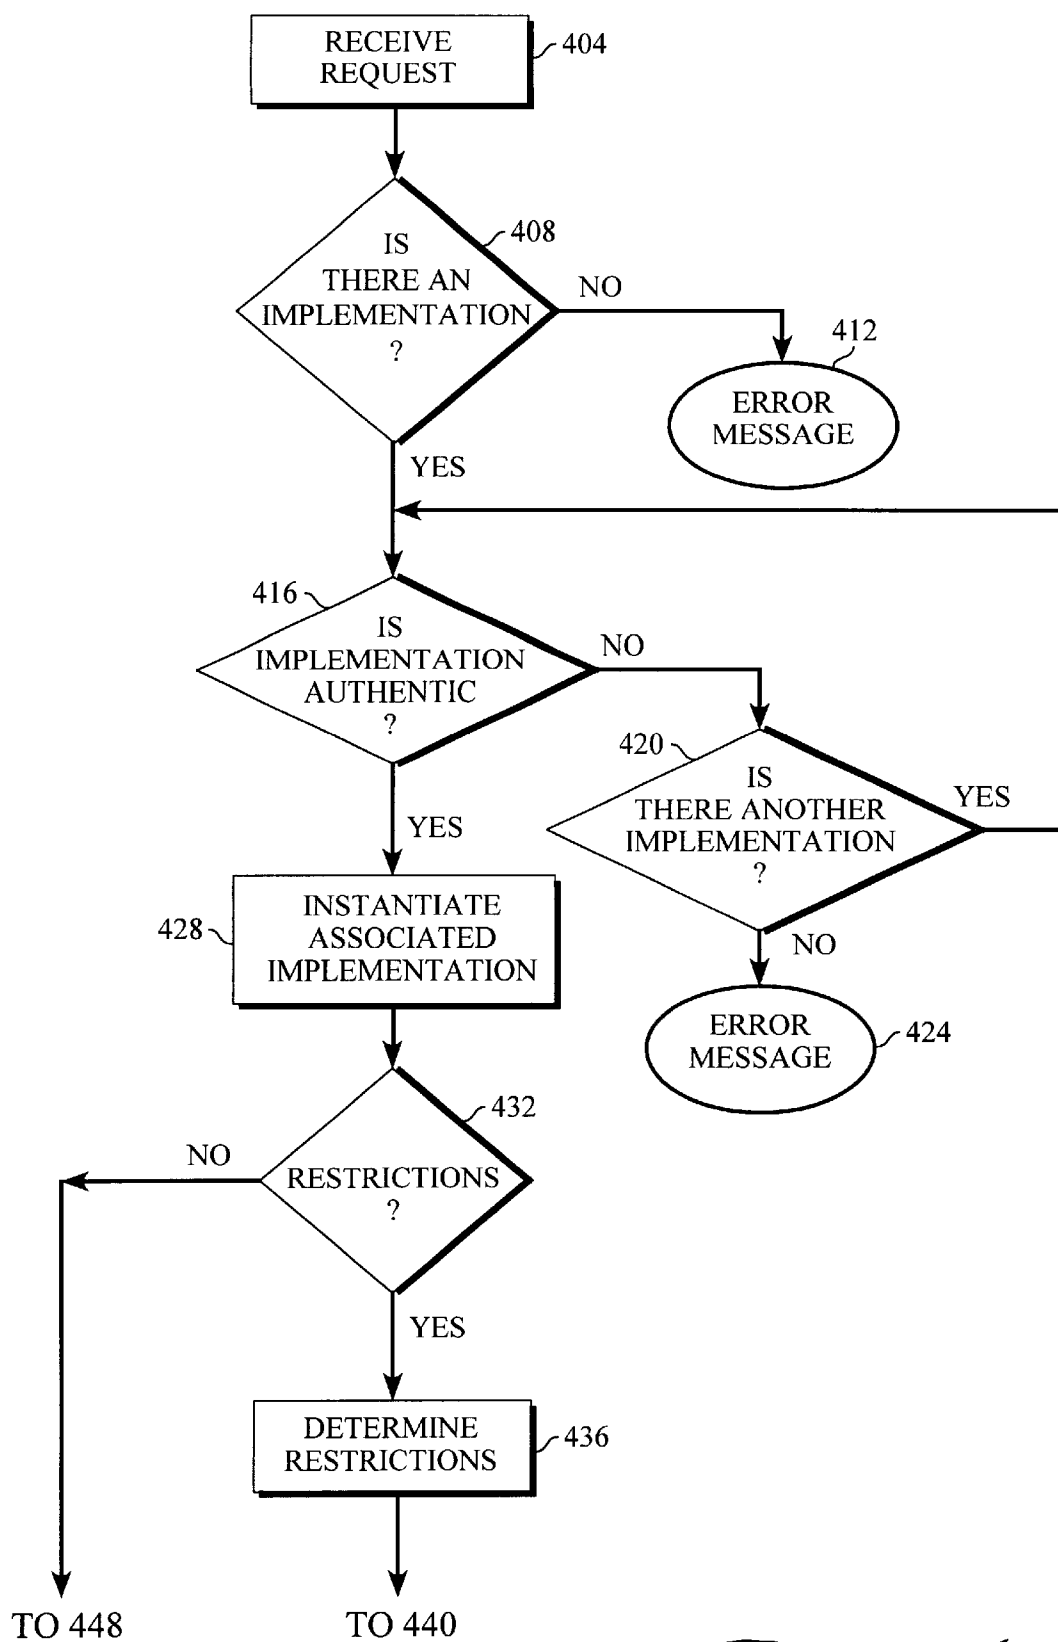 RECEIVE
REQUEST
404
IS
THERE AN
IMPLEMENTATION
?
408
NO
412
ERROR
MESSAGE
YES
416
IS
IMPLEMENTATION
AUTHENTIC
?
NO
420
IS
THERE ANOTHER
IMPLEMENTATION
?
YES
YES
NO
428
INSTANTIATE
ASSOCIATED
IMPLEMENTATION
ERROR
MESSAGE
424
432
NO
RESTRICTIONS
?
YES
DETERMINE
RESTRICTIONS
436
TO 448
TO 440